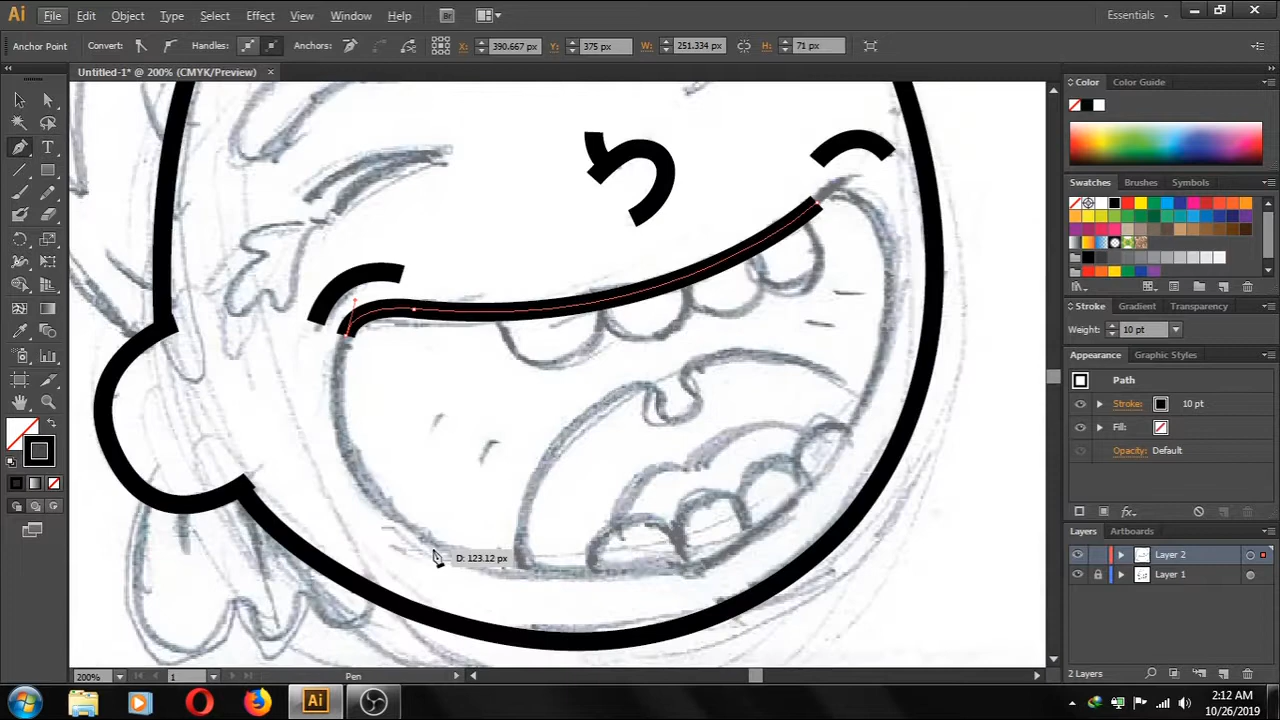 Ai File Edit Object Type Select Effect View Window Help Br Essentials
Anchor Point Convert: Handles: Anchors: X: 390.667 px Y: 375 px W: 251.334 px H: 71 px
Untitled-1* @ 200% (CMYK/Preview) ×
Color Color Guide
Swatches Brushes Symbols
Stroke Gradient Transparency
Weight: 10 pt
Appearance Graphic Styles
Path
Stroke: 10 pt
Fill:
Opacity: Default
fx
Layers Artboards
Layer 2
Layer 1
2 Layers
D: 123.12 px
200% 1 Pen
Ai
2:12 AM
10/26/2019